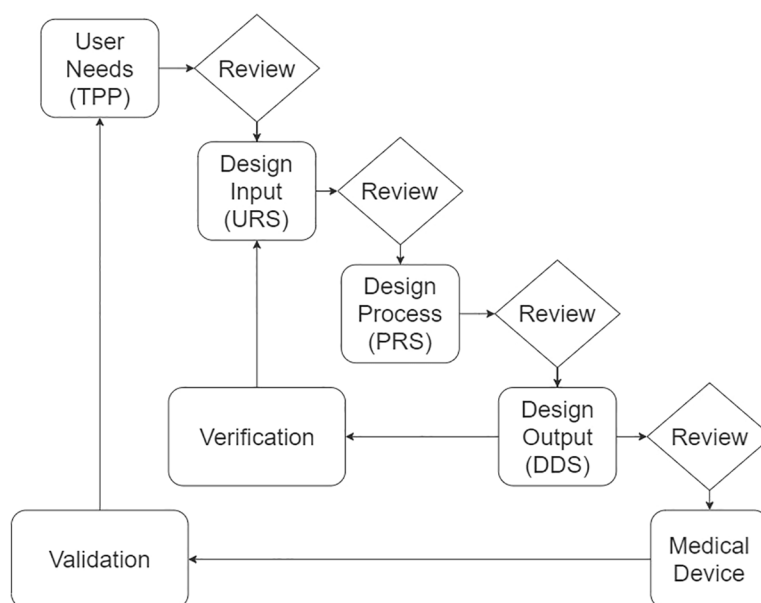 User
Needs
(TPP)
Review
Design
Input
(URS)
Review
Design
Process
(PRS)
Review
Verification
Design
Output
(DDS)
Review
Validation
Medical
Device